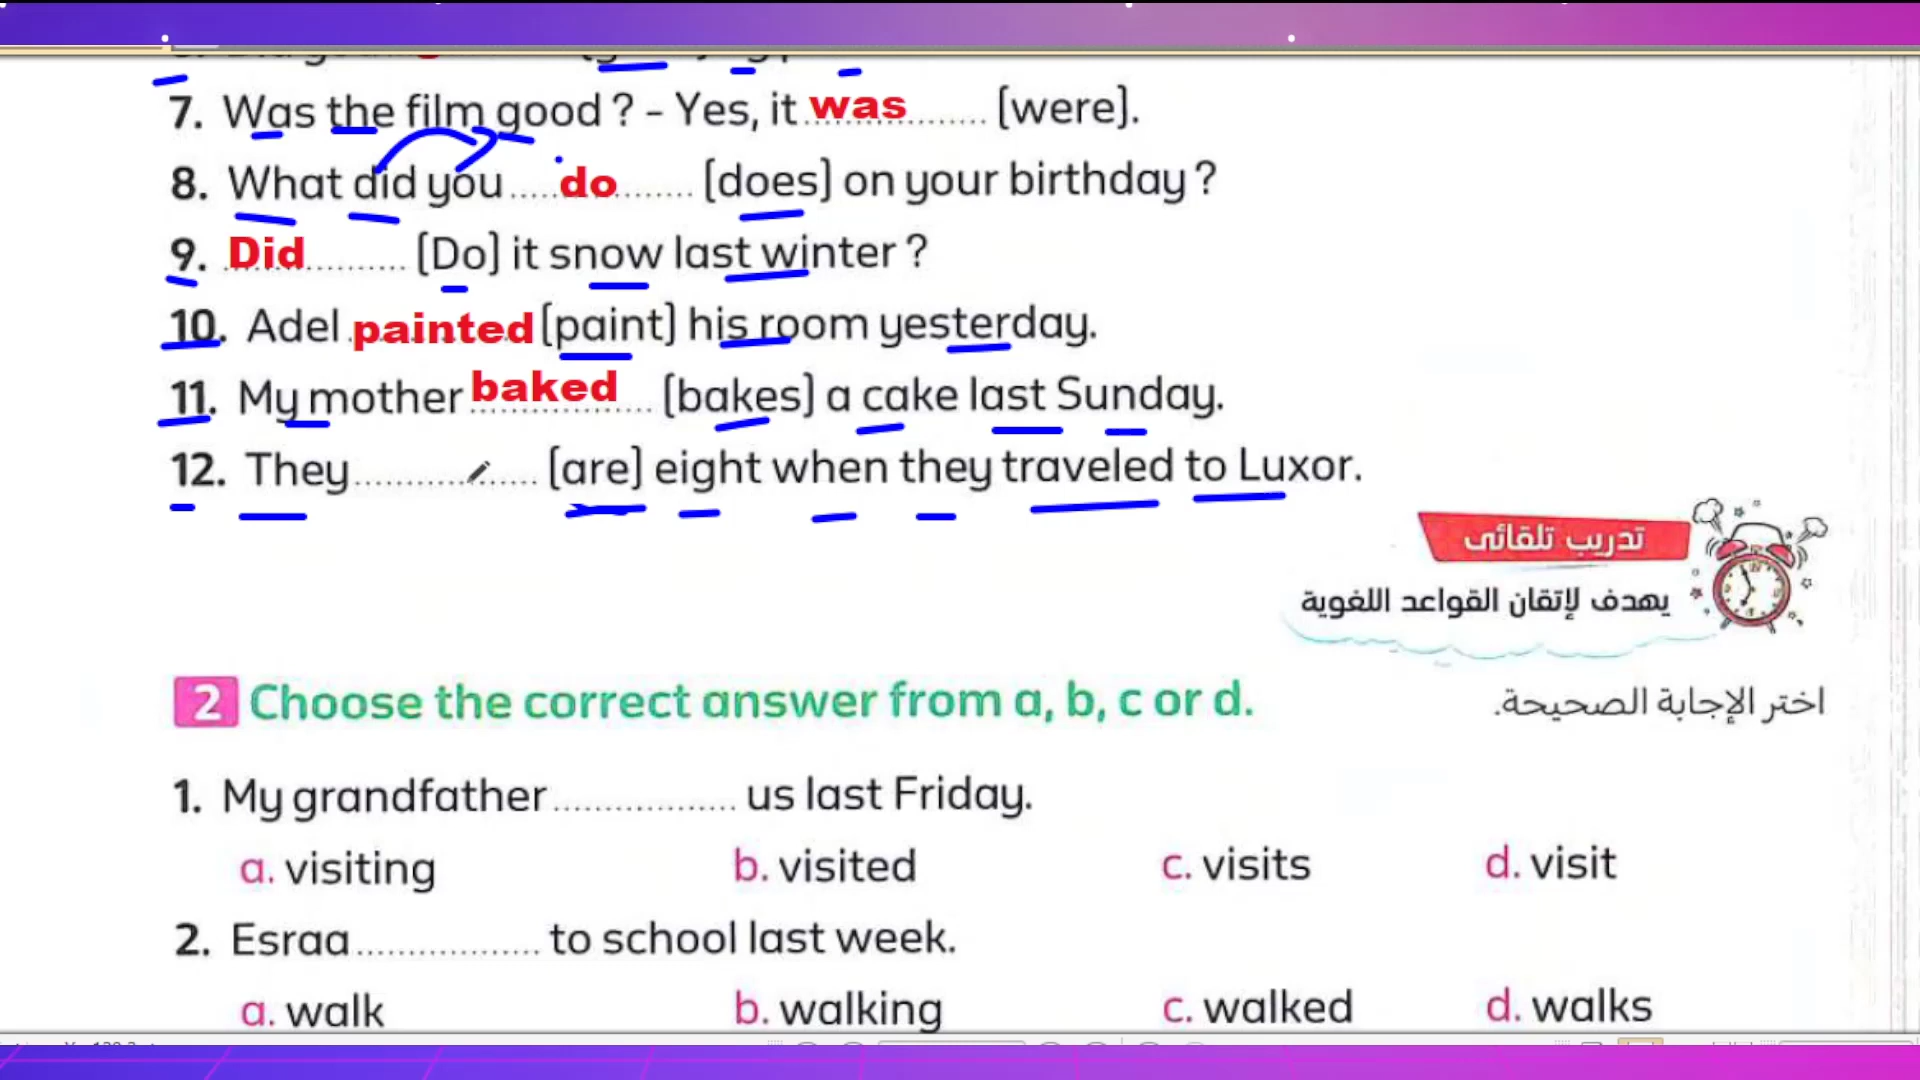 7. Was the film good ? - Yes, it was [were].
8. What did you do [does] on your birthday ?
9. Did [Do] it snow last winter ?
10. Adel painted [paint] his room yesterday.
11. My mother baked [bakes] a cake last Sunday.
12. They .................. [are] eight when they traveled to Luxor.
تدريب تلقائى
يهدف لإتقان القواعد اللغوية
2 Choose the correct answer from a, b, c or d.
اختر الإجابة الصحيحة.
1. My grandfather .................. us last Friday.
a. visiting b. visited c. visits d. visit
2. Esraa .................. to school last week.
a. walk b. walking c. walked d. walks